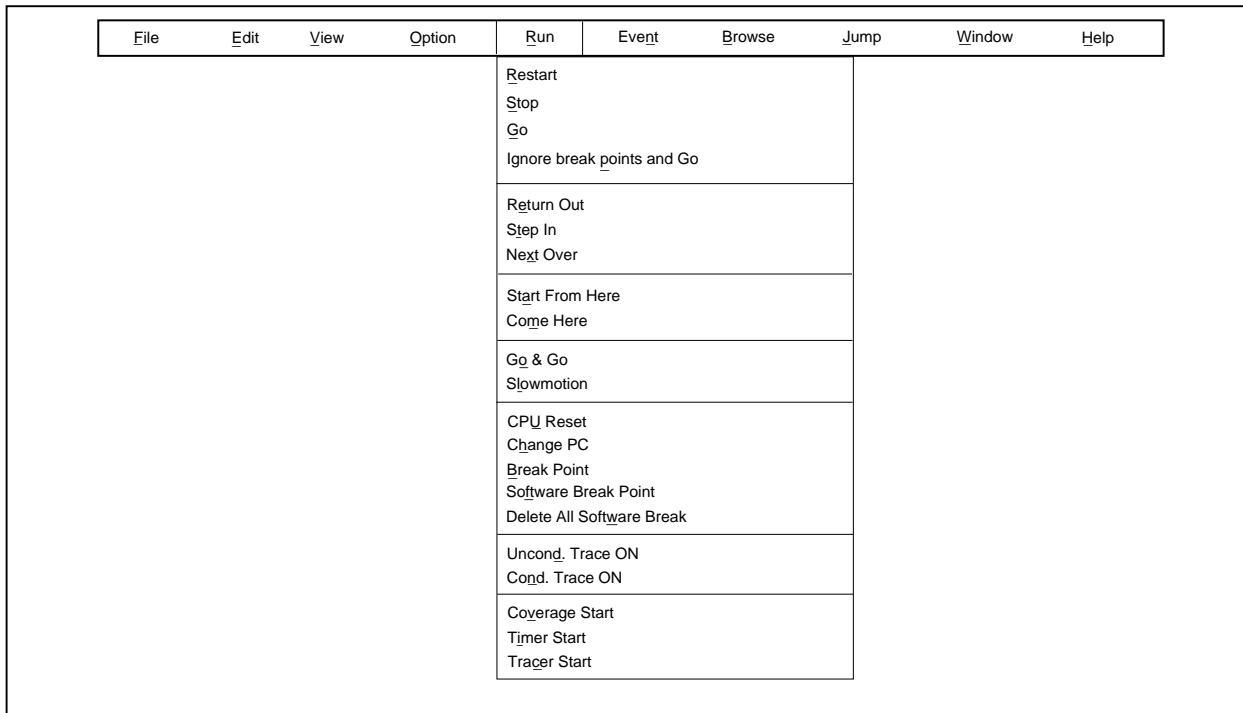 File Edit View Option Run Event Browse Jump Window Help
Restart
Stop
Go
Ignore break points and Go
Return Out
Step In
Next Over
Start From Here
Come Here
Go & Go
Slowmotion
CPU Reset
Change PC
Break Point
Software Break Point
Delete All Software Break
Uncond. Trace ON
Cond. Trace ON
Coverage Start
Timer Start
Tracer Start